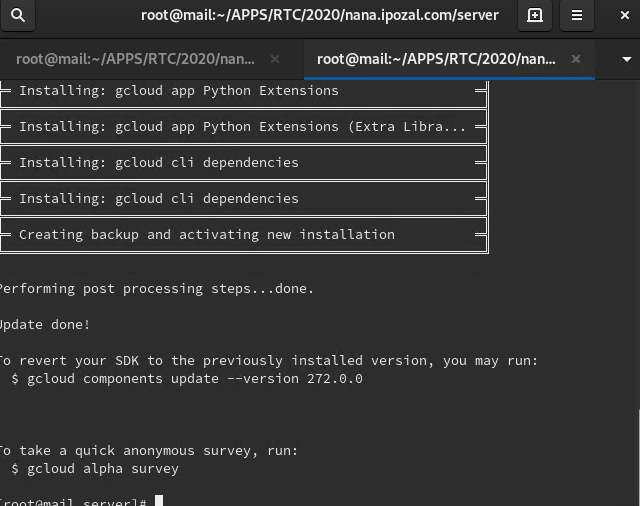 root@mail:~/APPS/RTC/2020/nana.ipozal.com/server
root@mail:~/APPS/RTC/2020/nan...
root@mail:~/APPS/RTC/2020/nan...
Installing: gcloud app Python Extensions
Installing: gcloud app Python Extensions (Extra Libra...
Installing: gcloud cli dependencies
Installing: gcloud cli dependencies
Creating backup and activating new installation
Performing post processing steps...done.
Update done!
To revert your SDK to the previously installed version, you may run:
$ gcloud components update --version 272.0.0
To take a quick anonymous survey, run:
$ gcloud alpha survey
[root@mail server]#